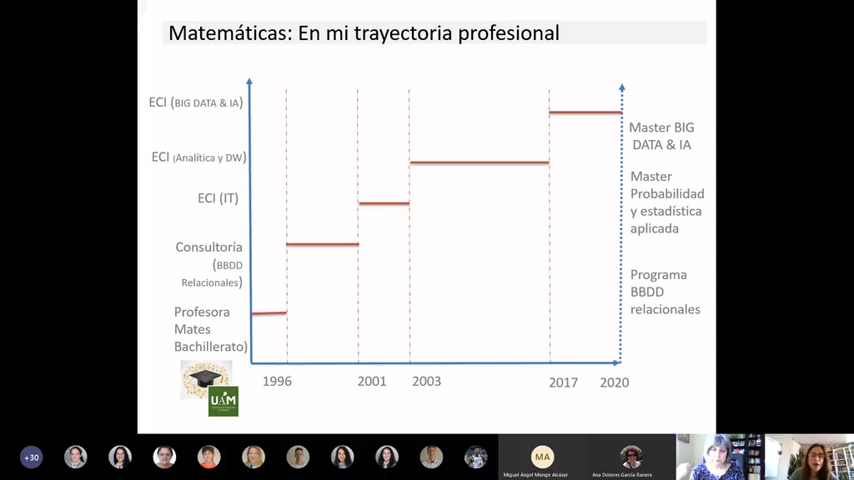 Matemáticas: En mi trayectoria profesional
ECI (BIG DATA & IA)
ECI (Analítica y DW)
ECI (IT)
Consultoría
(BBDD
Relacionales)
Profesora
Mates
Bachillerato)
UAM
1996
2001
2003
2017
2020
Master BIG
DATA & IA
Master
Probabilidad
y estadística
aplicada
Programa
BBDD
relacionales
+30
MA
Miguel Ángel Monge Alcázar
Ana Dolores García Ranera